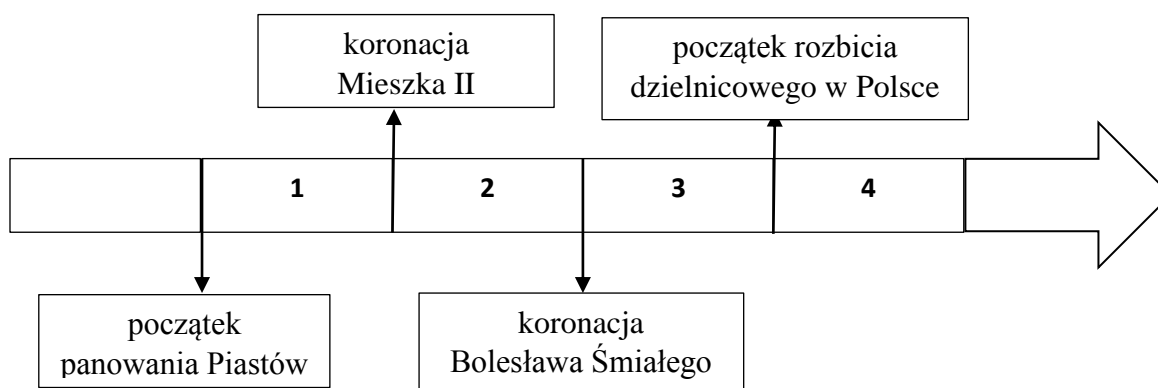 koronacja
Mieszka II
początek rozbicia
dzielnicowego w Polsce
1
2
3
4
początek
panowania Piastów
koronacja
Bolesława Śmiałego